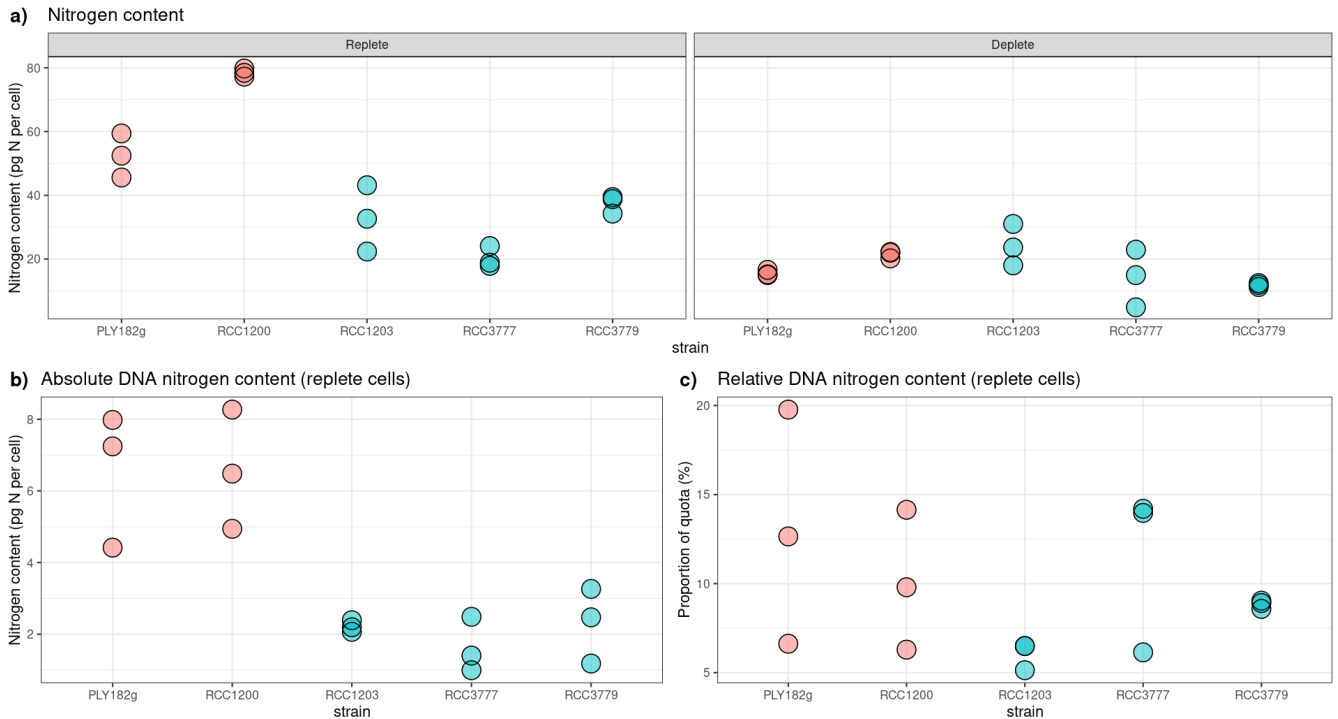 a) Nitrogen content
Replete
Deplete
Nitrogen content (pg N per cell)
80
60
40
20
PLY182g RCC1200 RCC1203 RCC3777 RCC3779
PLY182g RCC1200 RCC1203 RCC3777 RCC3779
strain
b) Absolute DNA nitrogen content (replete cells)
Nitrogen content (pg N per cell)
8
6
4
2
PLY182g RCC1200 RCC1203 RCC3777 RCC3779
strain
c) Relative DNA nitrogen content (replete cells)
Proportion of quota (%)
20
15
10
5
PLY182g RCC1200 RCC1203 RCC3777 RCC3779
strain